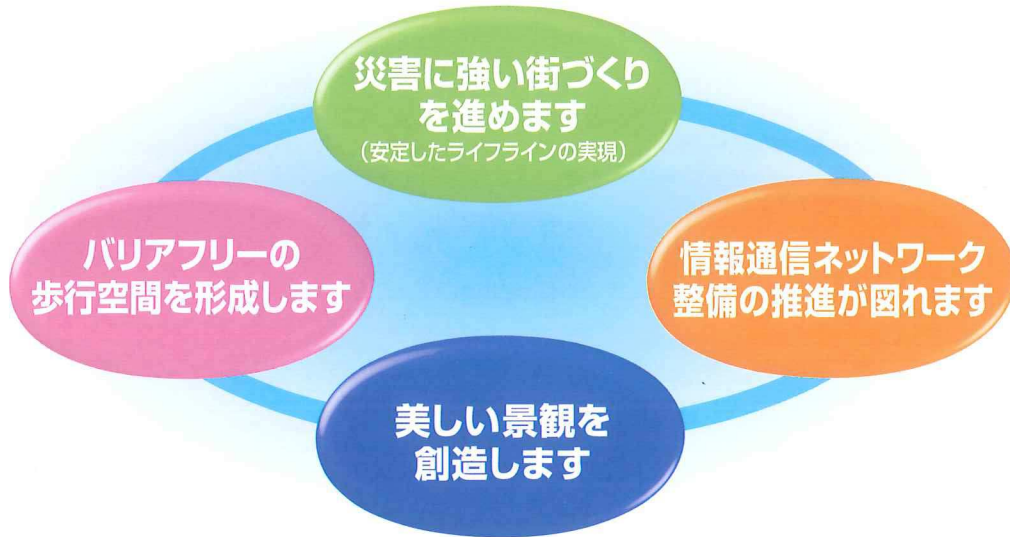 災害に強い街づくり
を進めます
(安定したライフラインの実現)
バリアフリーの
歩行空間を形成します
情報通信ネットワーク
整備の推進が図れます
美しい景観を
創造します